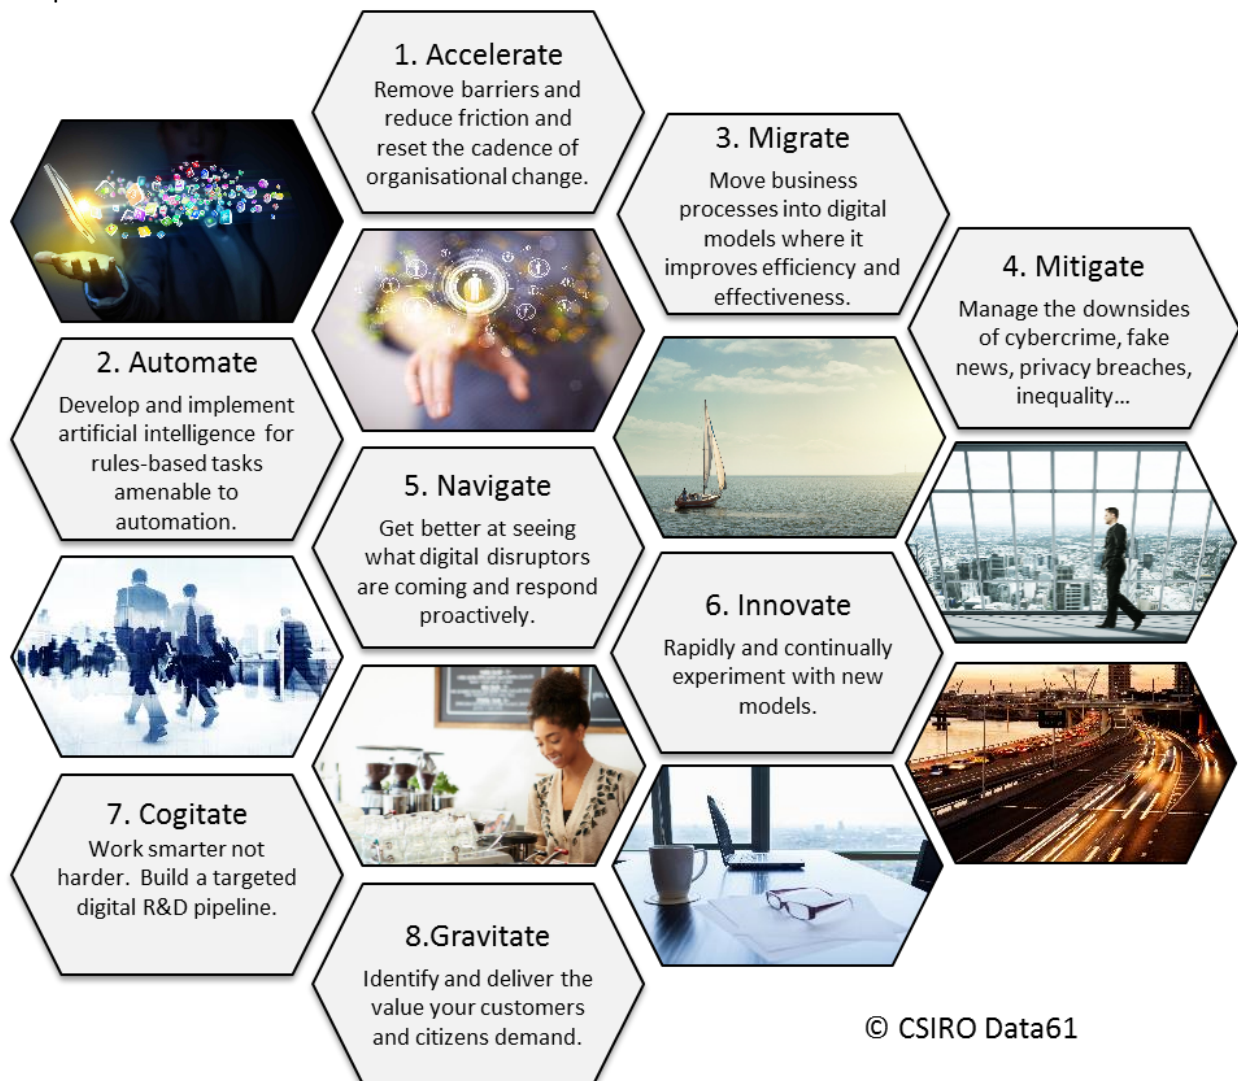 1. Accelerate
Remove barriers and
reduce friction and
reset the cadence of
organisational change.
2. Automate
Develop and implement
artificial intelligence for
rules-based tasks
amenable to
automation.
3. Migrate
Move business
processes into digital
models where it
improves efficiency and
effectiveness.
4. Mitigate
Manage the downsides
of cybercrime, fake
news, privacy breaches,
inequality...
5. Navigate
Get better at seeing
what digital disruptors
are coming and respond
proactively.
6. Innovate
Rapidly and continually
experiment with new
models.
7. Cogitate
Work smarter not
harder.  Build a targeted
digital R&D pipeline.
8.Gravitate
Identify and deliver the
value your customers
and citizens demand.
© CSIRO Data61